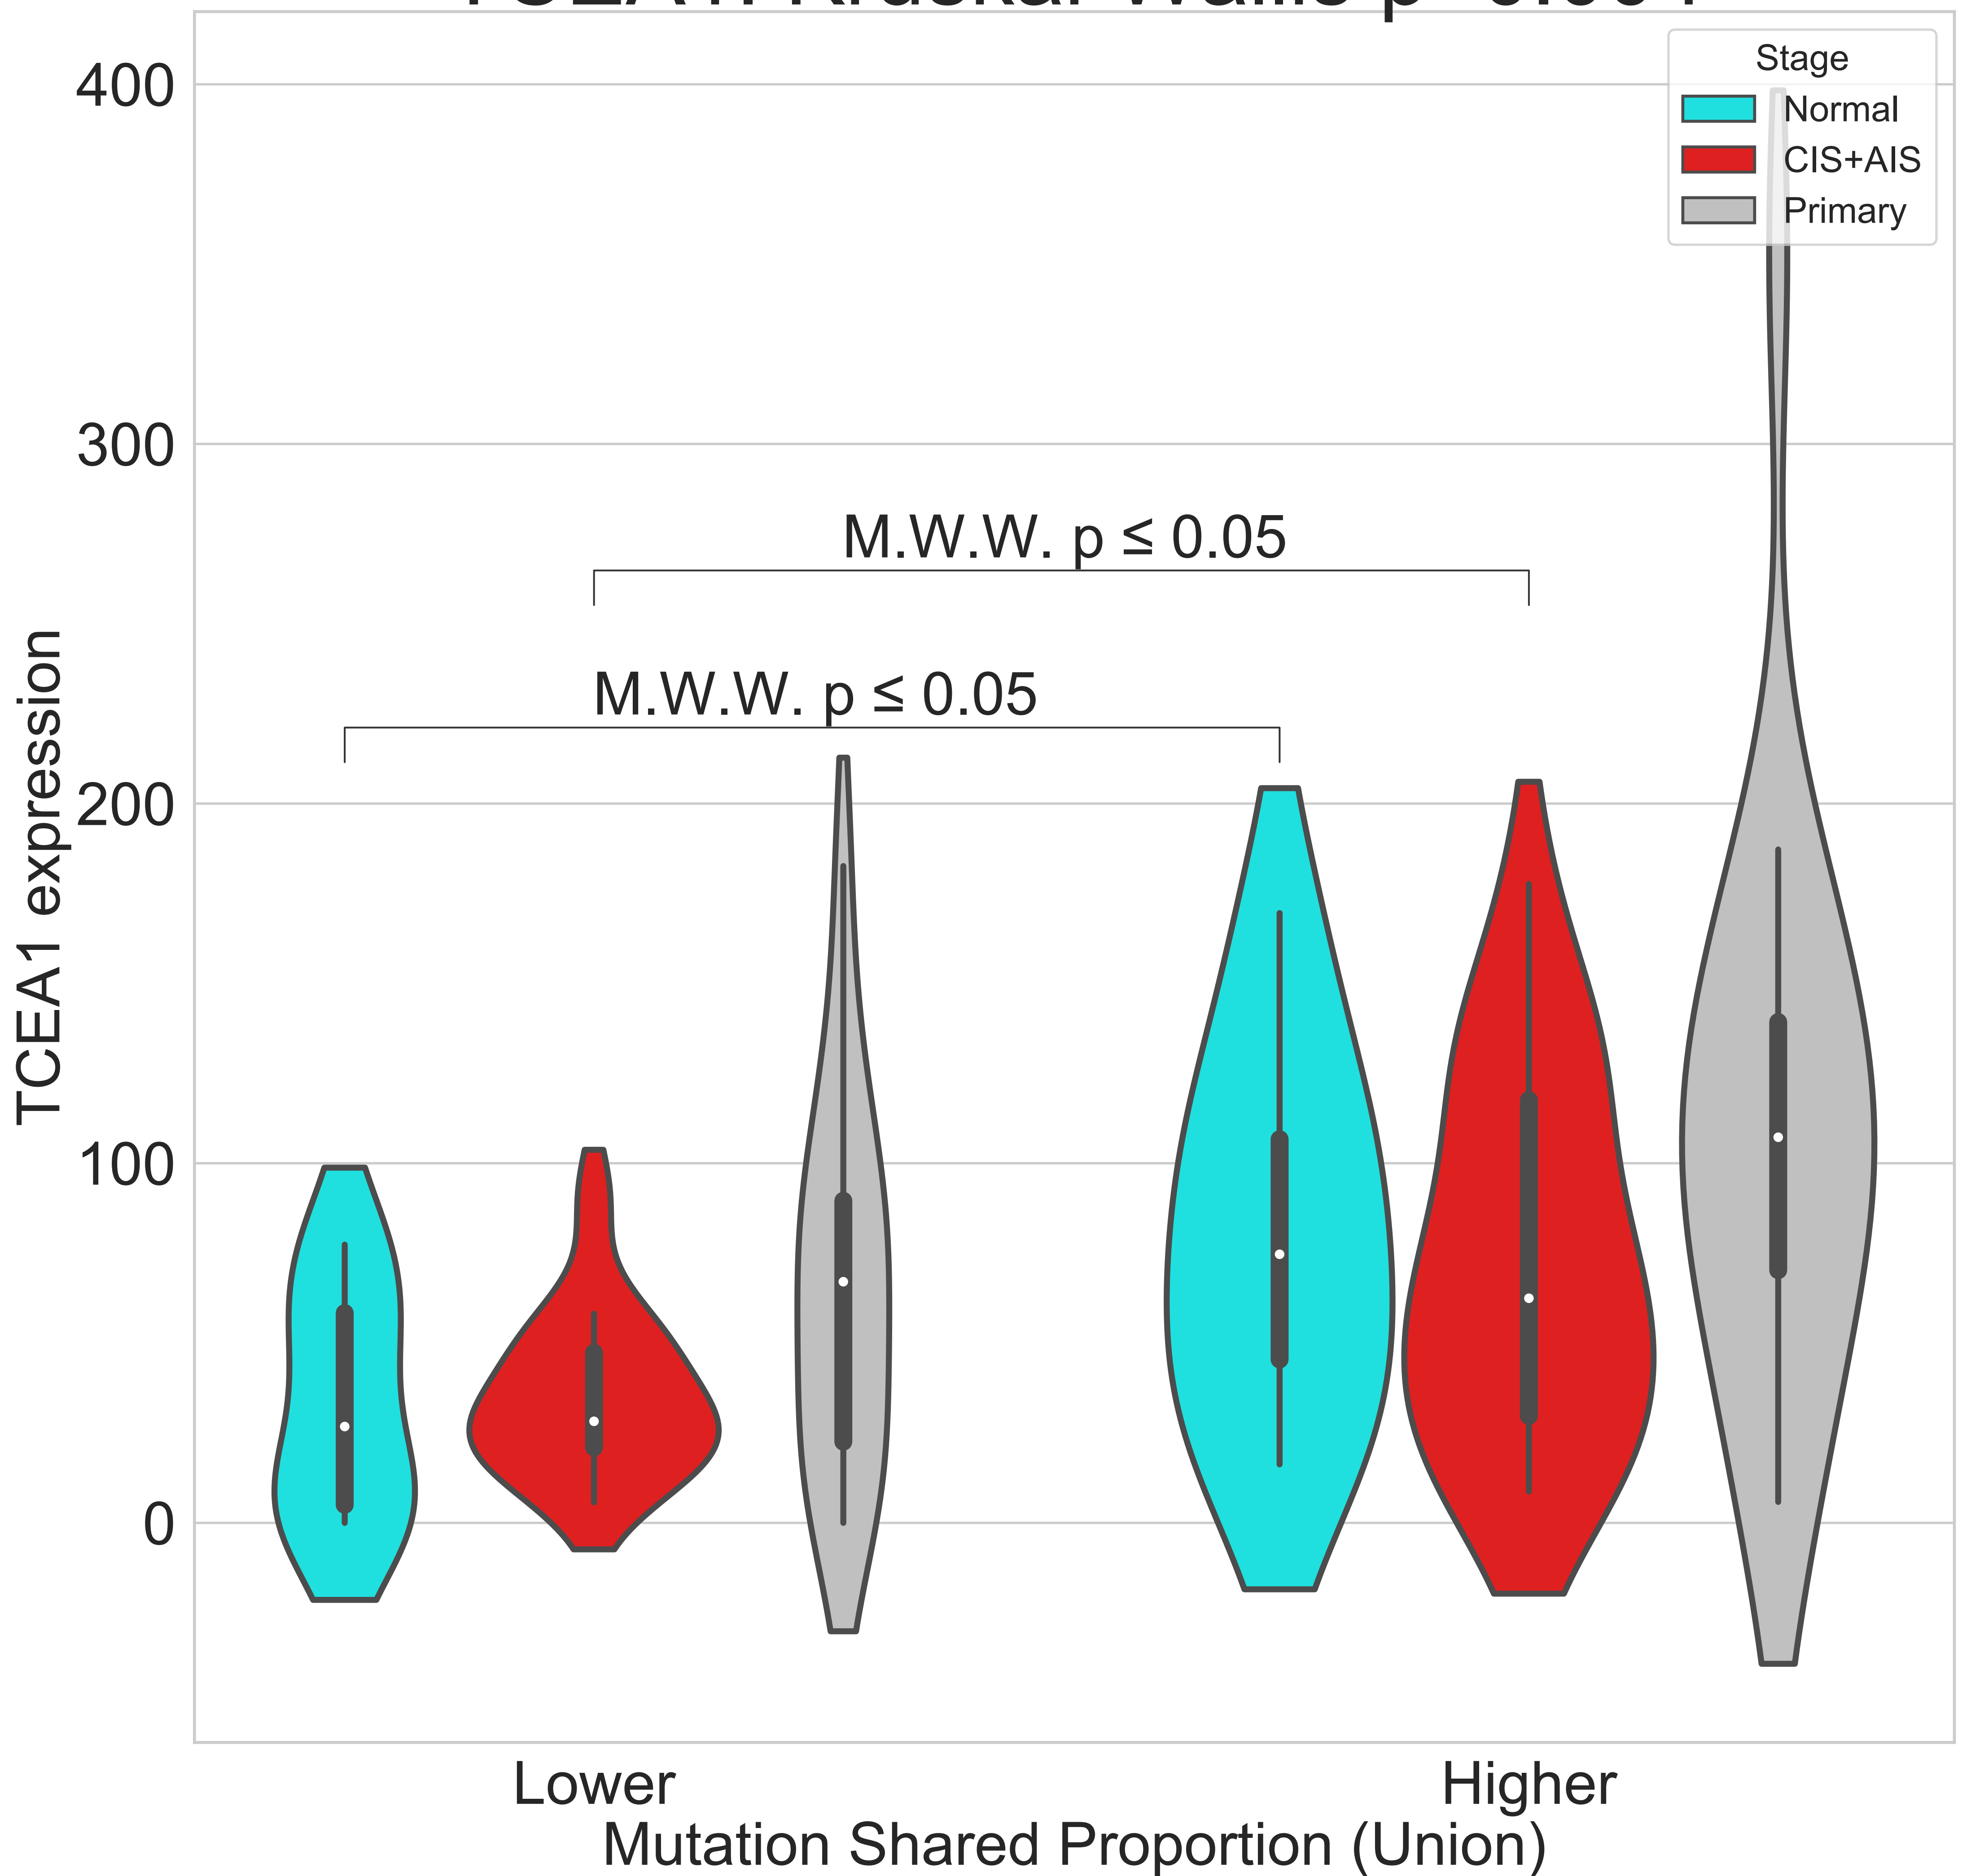 Stage
Normal
CIS+AIS
Primary
400
300
200
100
0
TCEA1 expression
M.W.W. p ≤ 0.05
M.W.W. p ≤ 0.05
Lower
Higher
Mutation Shared Proportion (Union)